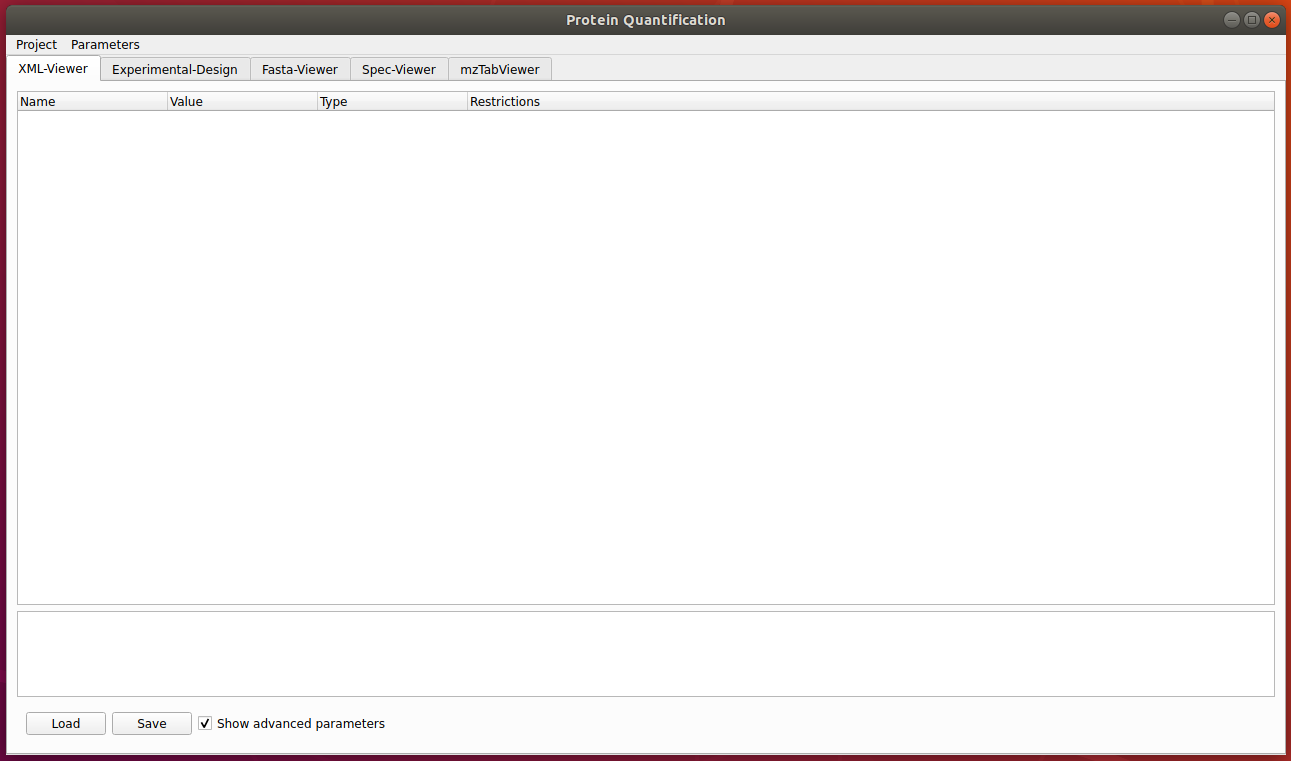 Protein Quantification
Project Parameters
XML-Viewer Experimental-Design Fasta-Viewer Spec-Viewer mzTabViewer
Name Value Type Restrictions
Load Save Show advanced parameters